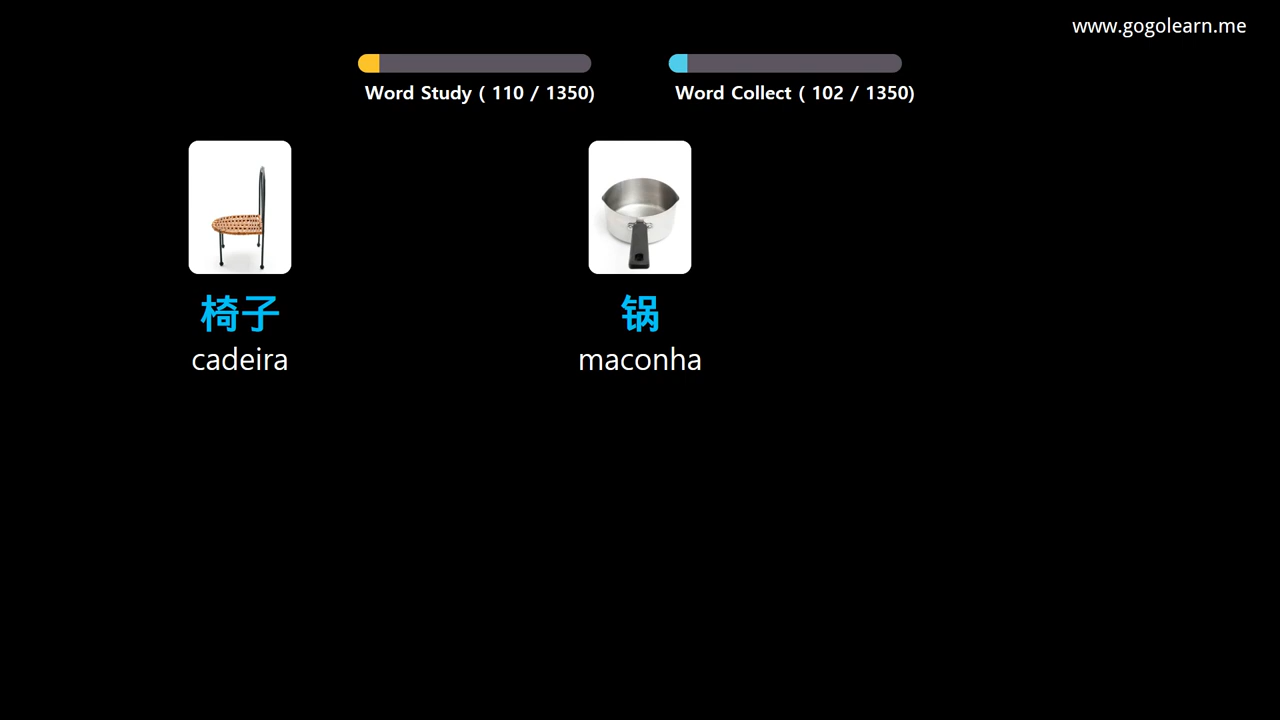 www.gogolearn.me
Word Study ( 110 / 1350)
Word Collect ( 102 / 1350)
椅子
锅
cadeira
maconha